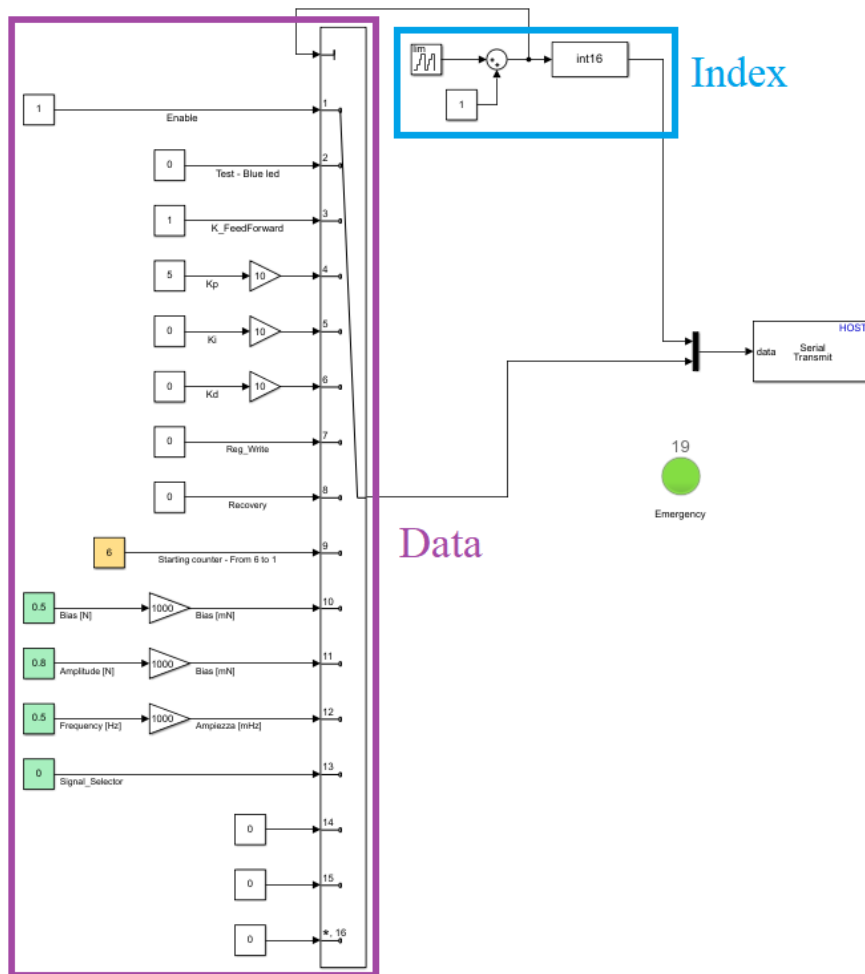 lim
int16
1
Index
1
Enable
1
0
Test - Blue led
2
1
K_FeedForward
3
5
Kp
10
4
0
Ki
10
5
0
Kd
10
6
0
Reg_Write
7
0
Recovery
8
6
Starting counter - From 6 to 1
9
0.5
Bias [N]
1000
Bias [mN]
10
0.8
Amplitude [N]
1000
Bias [mN]
11
0.5
Frequency [Hz]
1000
Ampiezza [mHz]
12
0
Signal_Selector
13
0
14
0
15
0
*, 16
Data
HOST
data
Serial
Transmit
19
Emergency